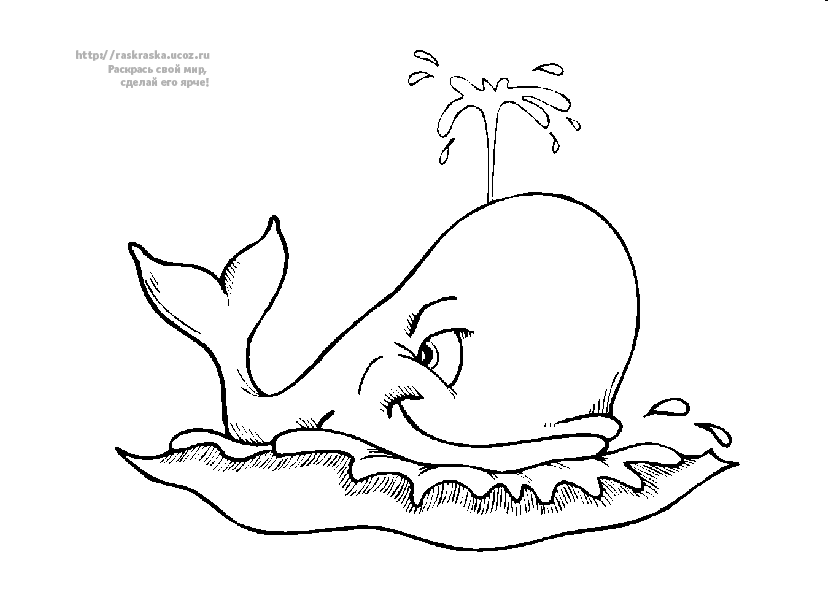 http://raskraska.ucoz.ru
Раскрась свой мир,
сделай его ярче!